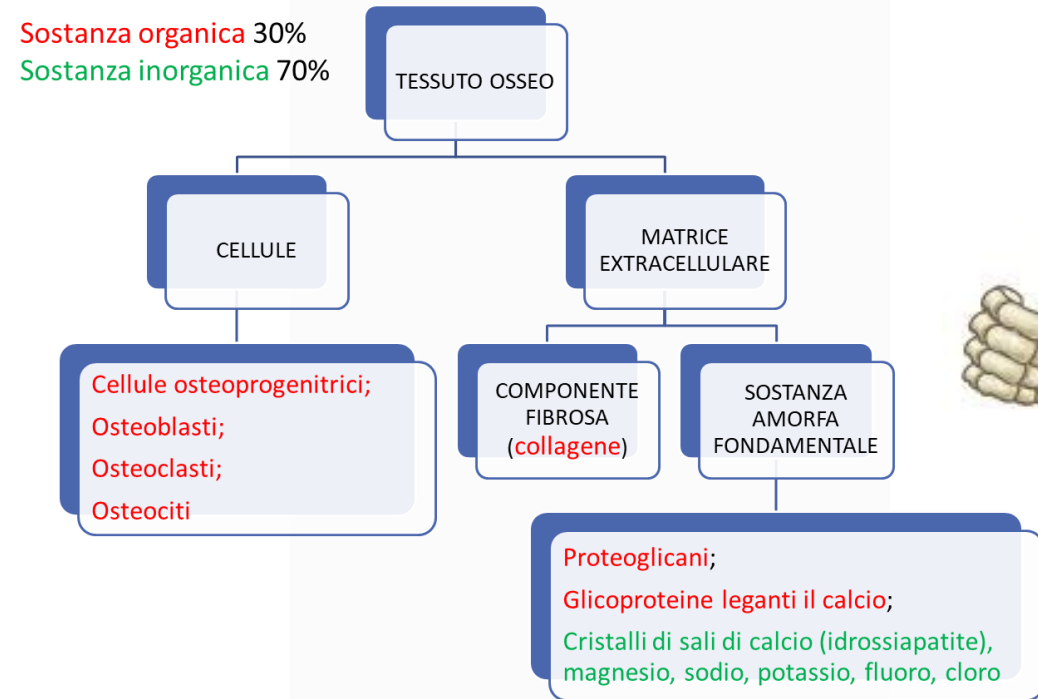 Sostanza organica 30%
Sostanza inorganica 70%
TESSUTO OSSEO
CELLULE
MATRICE
EXTRACELLULARE
Cellule osteoprogenitrici;
Osteoblasti;
Osteoclasti;
Osteociti
COMPONENTE
FIBROSA
(collagene)
SOSTANZA
AMORFA
FONDAMENTALE
Proteoglicani;
Glicoproteine leganti il calcio;
Cristalli di sali di calcio (idrossiapatite),
magnesio, sodio, potassio, fluoro, cloro